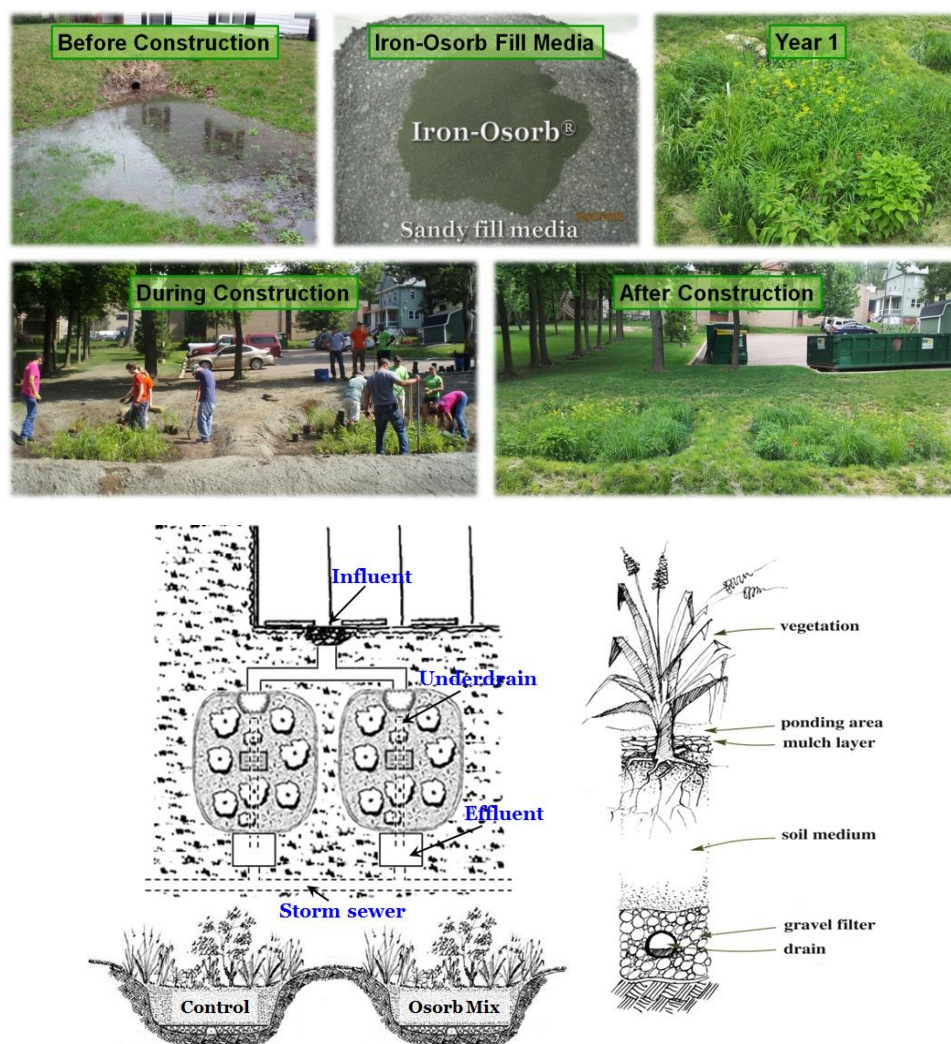 Before Construction
Iron-Osorb Fill Media
Year 1
Iron-Osorb®
Sandy fill media
During Construction
After Construction
Influent
Underdrain
Effluent
Storm sewer
Control
Osorb Mix
vegetation
ponding area
mulch layer
soil medium
gravel filter
drain